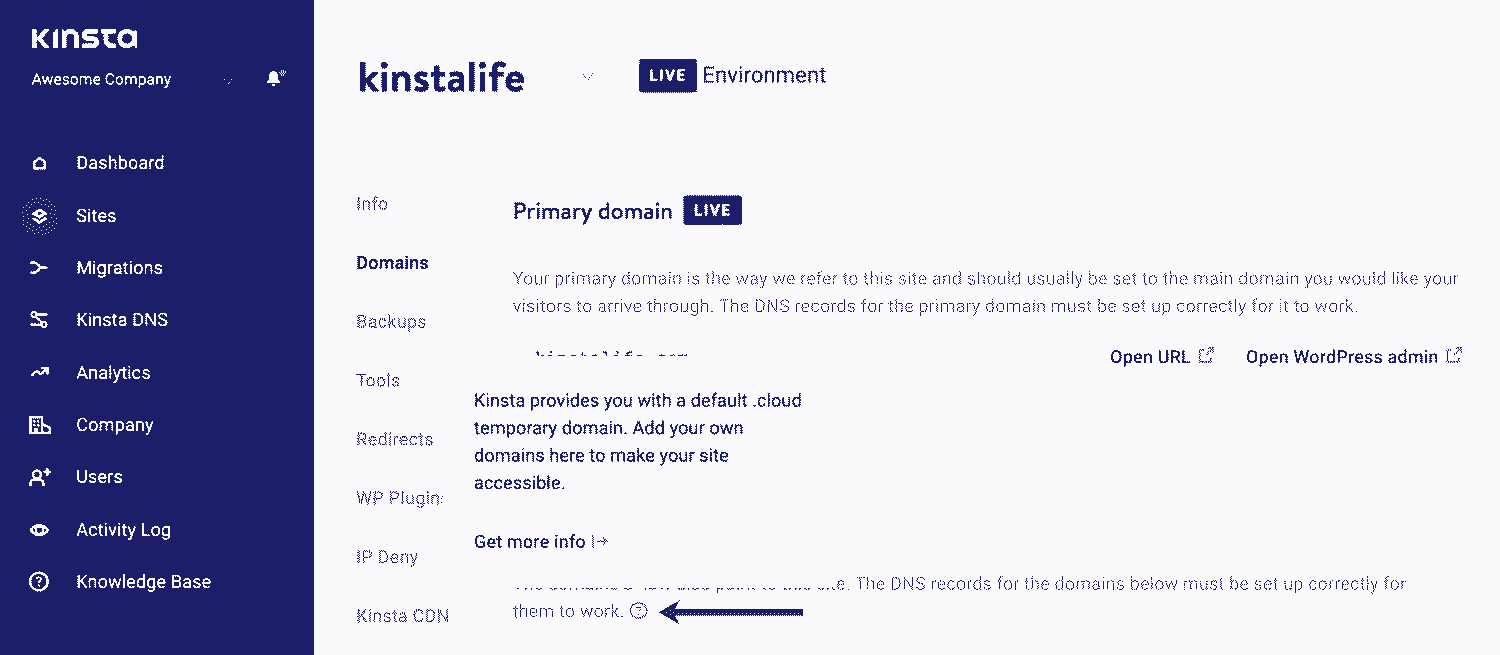 Kinsta
Awesome Company
Dashboard
Sites
Migrations
Kinsta DNS
Analytics
Company
Users
Activity Log
Knowledge Base
kinstalife
LIVE Environment
Info
Domains
Backups
Tools
Redirects
WP Plugin
IP Deny
Kinsta CDN
Primary domain LIVE
Your primary domain is the way we refer to this site and should usually be set to the main domain you would like your
visitors to arrive through. The DNS records for the primary domain must be set up correctly for it to work.
Open URL
Open WordPress admin
Kinsta provides you with a default .cloud
temporary domain. Add your own
domains here to make your site
accessible.
Get more info
The DNS records for the domains below must be set up correctly for
them to work.